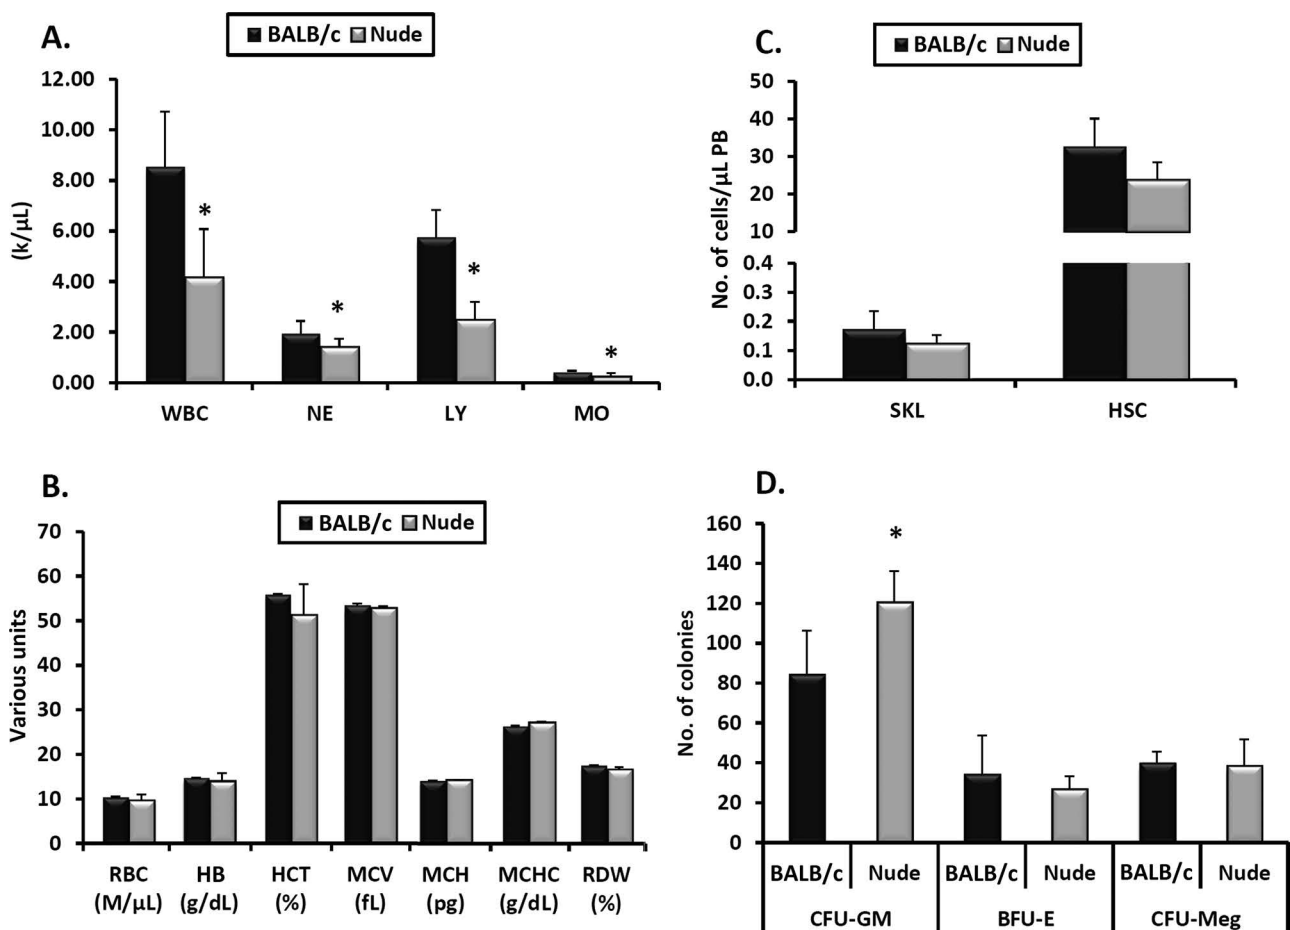 A.
BALB/c Nude
12.00
10.00
8.00
6.00
4.00
2.00
0.00
(k/µL)
*
*
*
*
WBC NE LY MO
B.
BALB/c Nude
70
60
50
40
30
20
10
0
Various units
RBC HB HCT MCV MCH MCHC RDW
(M/µL) (g/dL) (%) (fL) (pg) (g/dL) (%)
C.
BALB/c Nude
50
40
30
20
10
0.4
0.3
0.2
0.1
0.0
No. of cells/µL PB
SKL HSC
D.
160
140
120
100
80
60
40
20
0
No. of colonies
*
BALB/c Nude BALB/c Nude BALB/c Nude
CFU-GM BFU-E CFU-Meg